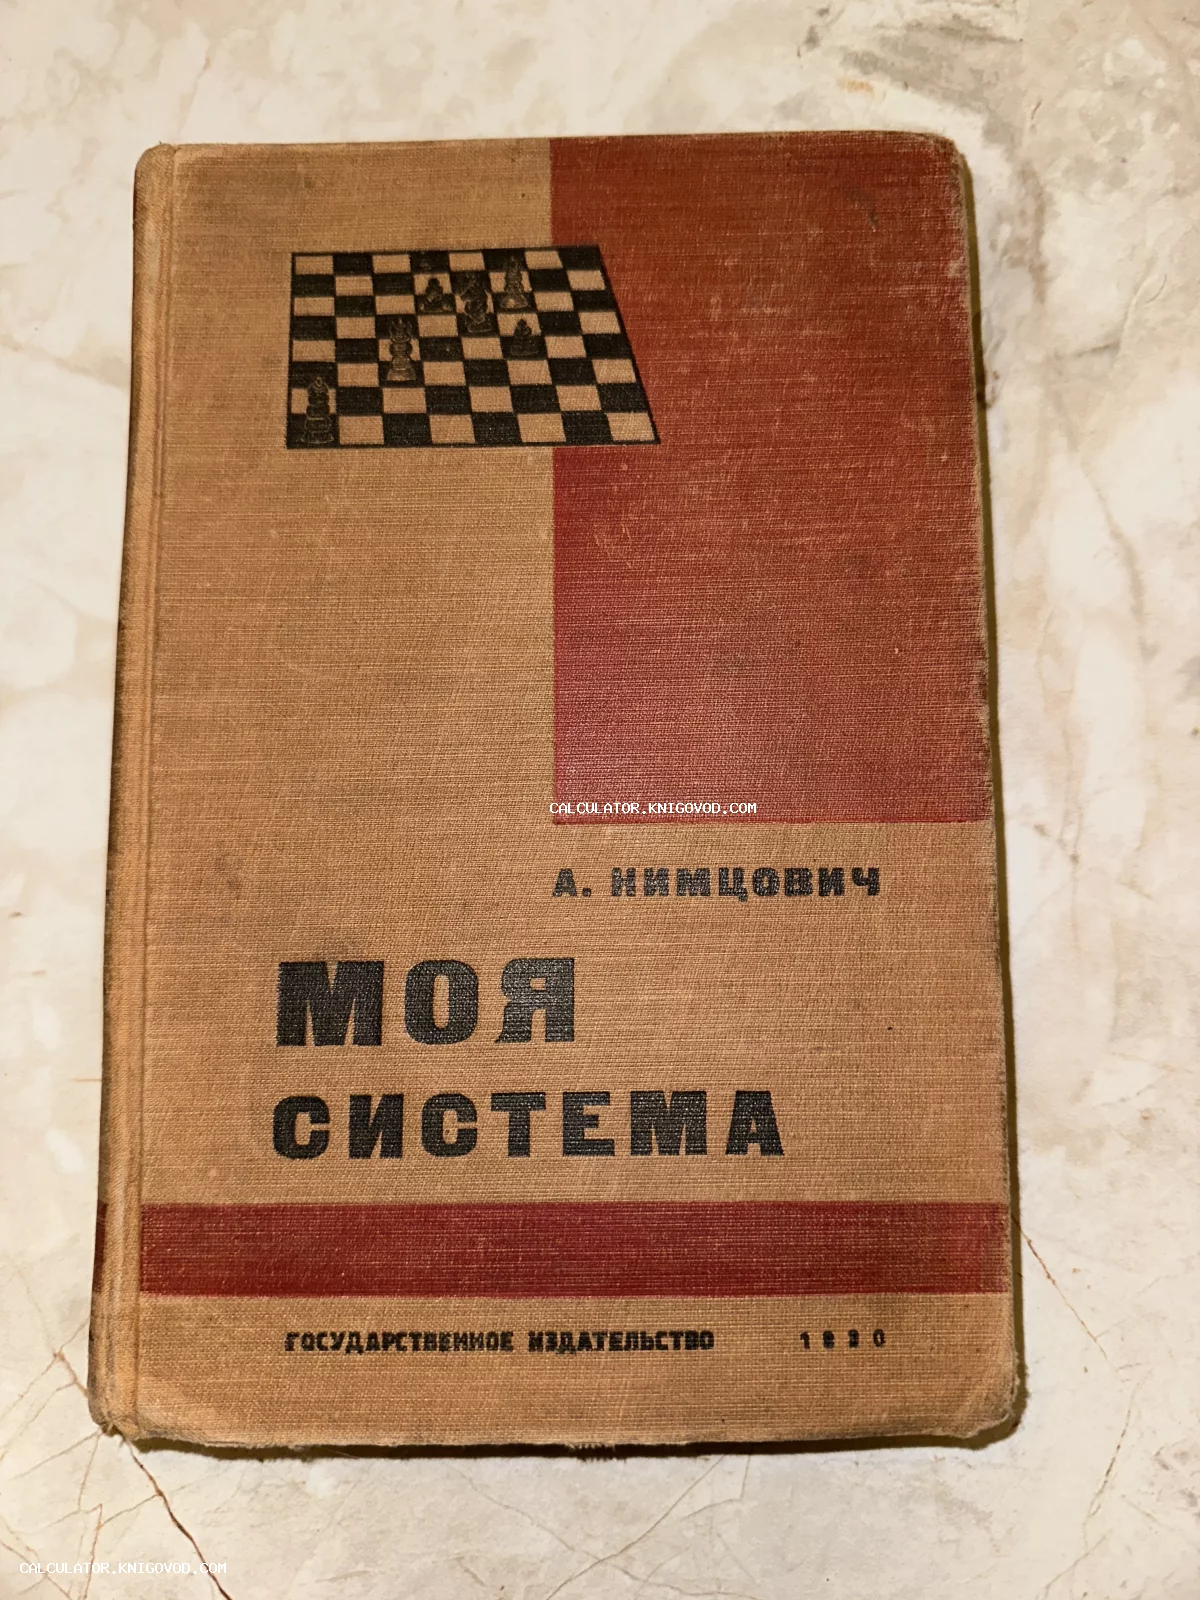 CALCULATOR.KNIGOVOD.COM
А. НИМЦОВИЧ
МОЯ
СИСТЕМА
ГОСУДАРСТВЕННОЕ ИЗДАТЕЛЬСТВО 1930
CALCULATOR.KNIGOVOD.COM